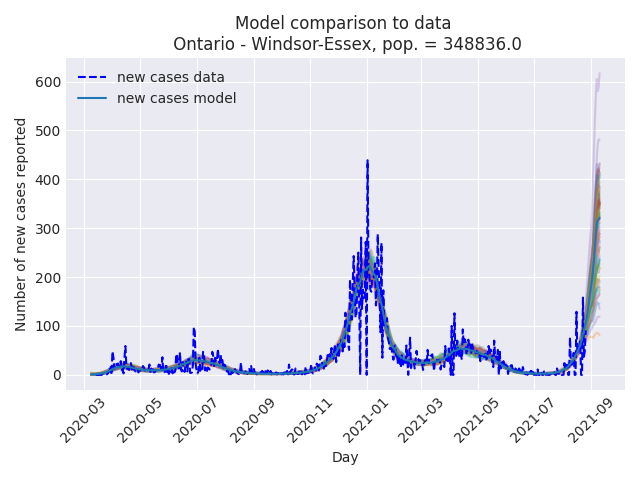 Model comparison to data
Ontario - Windsor-Essex, pop. = 348836.0
new cases data
new cases model
Number of new cases reported
600
500
400
300
200
100
0
2020-03
2020-05
2020-07
2020-09
2020-11
2021-01
2021-03
2021-05
2021-07
2021-09
Day